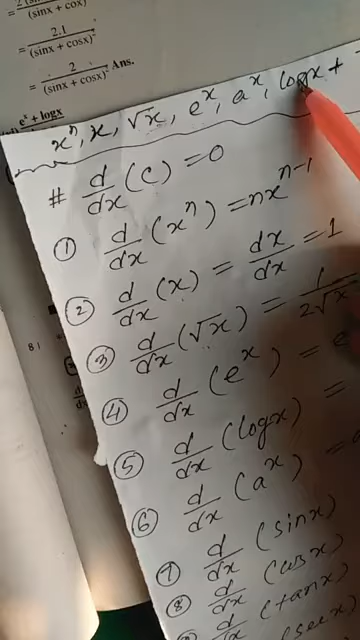 = 2.1 / (sinx + cosx)²
= 2 / (sinx + cosx)² Ans.
eˣ + logx
xⁿ, x, √x, eˣ, aˣ, logx +
# d/dx (c) = 0
① d/dx (xⁿ) = nxⁿ⁻¹
② d/dx (x) = dx/dx = 1
③ d/dx (√x) = 1/2√x
④ d/dx (eˣ) = e
⑤ d/dx (logx) =
⑥ d/dx (aˣ) =
⑦ d/dx (sinx)
⑧ d/dx (cosx)
d/dx (tanx)
(secx)